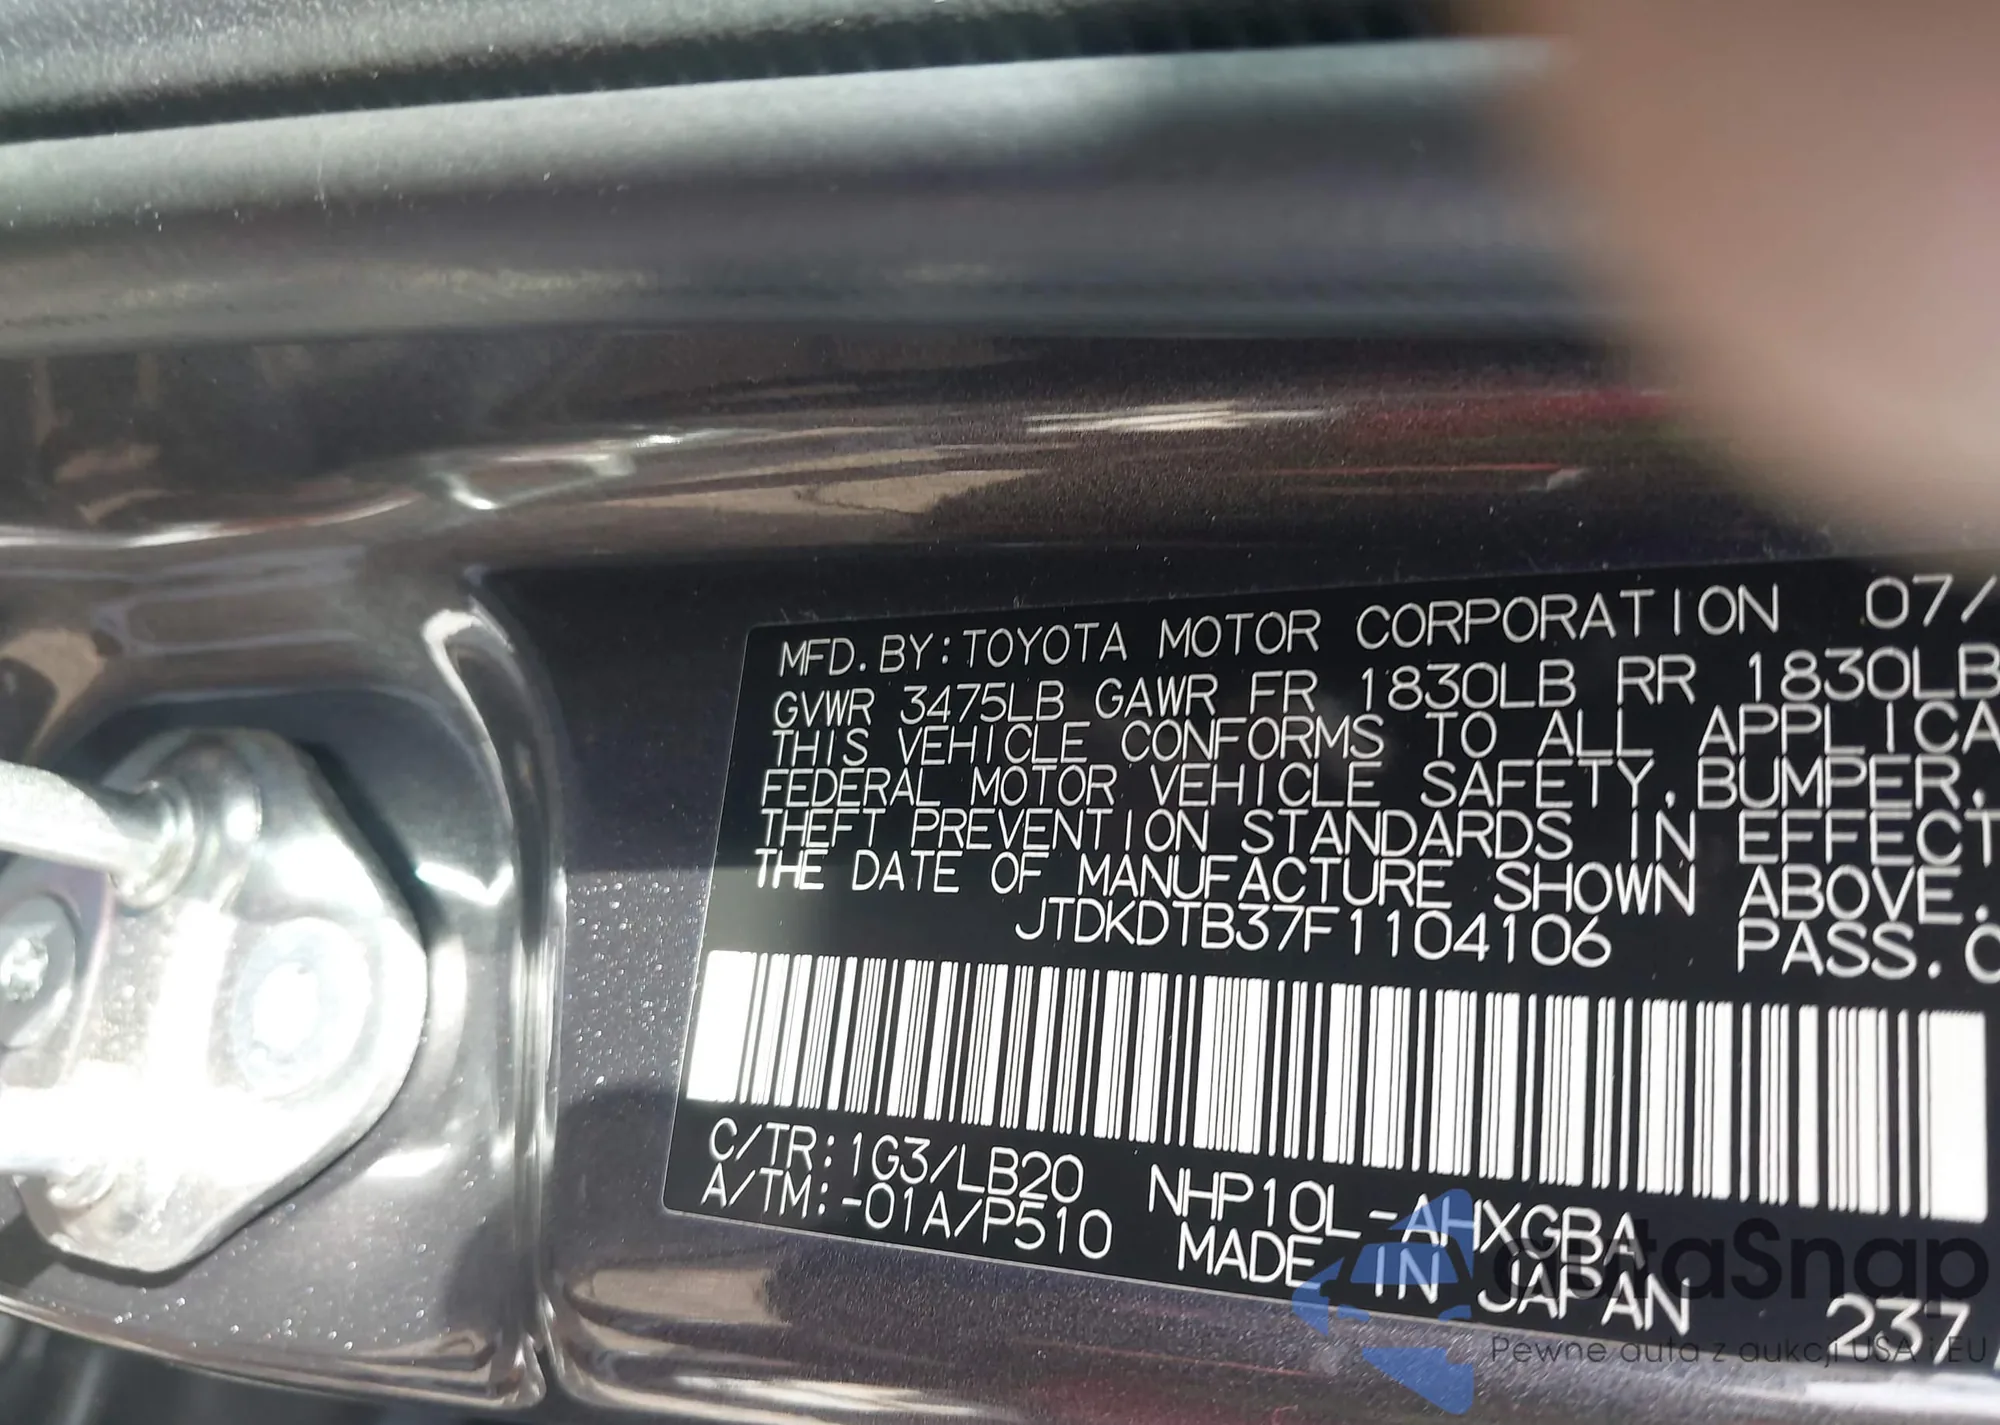 MFD.BY:TOYOTA MOTOR CORPORATION 07/
GVWR 3475LB GAWR FR 1830LB RR 1830LB
THIS VEHICLE CONFORMS TO ALL APPLICA
FEDERAL MOTOR VEHICLE SAFETY,BUMPER,
THEFT PREVENTION STANDARDS IN EFFECT
THE DATE OF MANUFACTURE SHOWN ABOVE.
JTDKDTB37F1104106 PASS.C
C/TR:1G3/LB20 NHP10L-AHXGBA
A/TM:-01A/P510 MADE IN JAPAN 237
autaSnap
Pewne auta z aukcji USA i EU